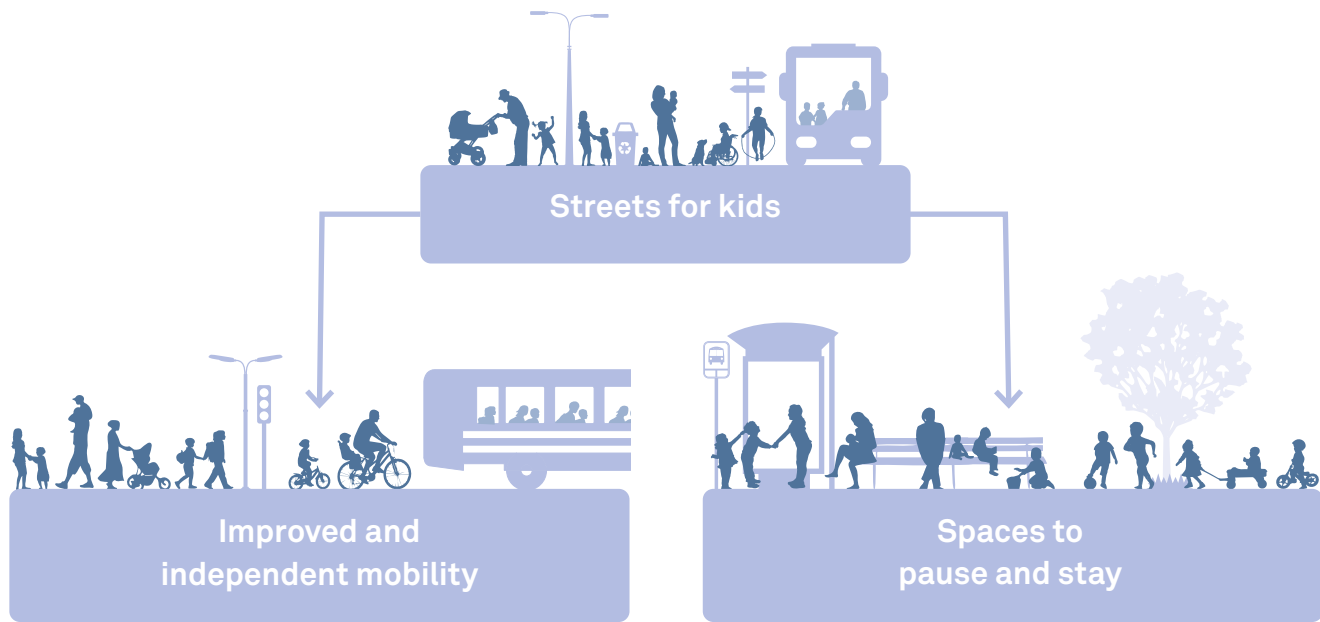 Streets for kids
Improved and
independent mobility
Spaces to
pause and stay